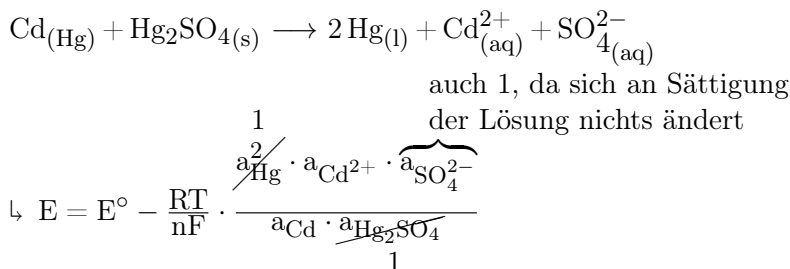 Cd(Hg) + Hg2SO4(s) ⟶ 2 Hg(l) + Cd2+(aq) + SO42−(aq)
auch 1, da sich an Sättigung
der Lösung nichts ändert
1
↳ E = E° − RT/nF · a2Hg · aCd2+ · aSO42− / aCd · aHg2SO4
1